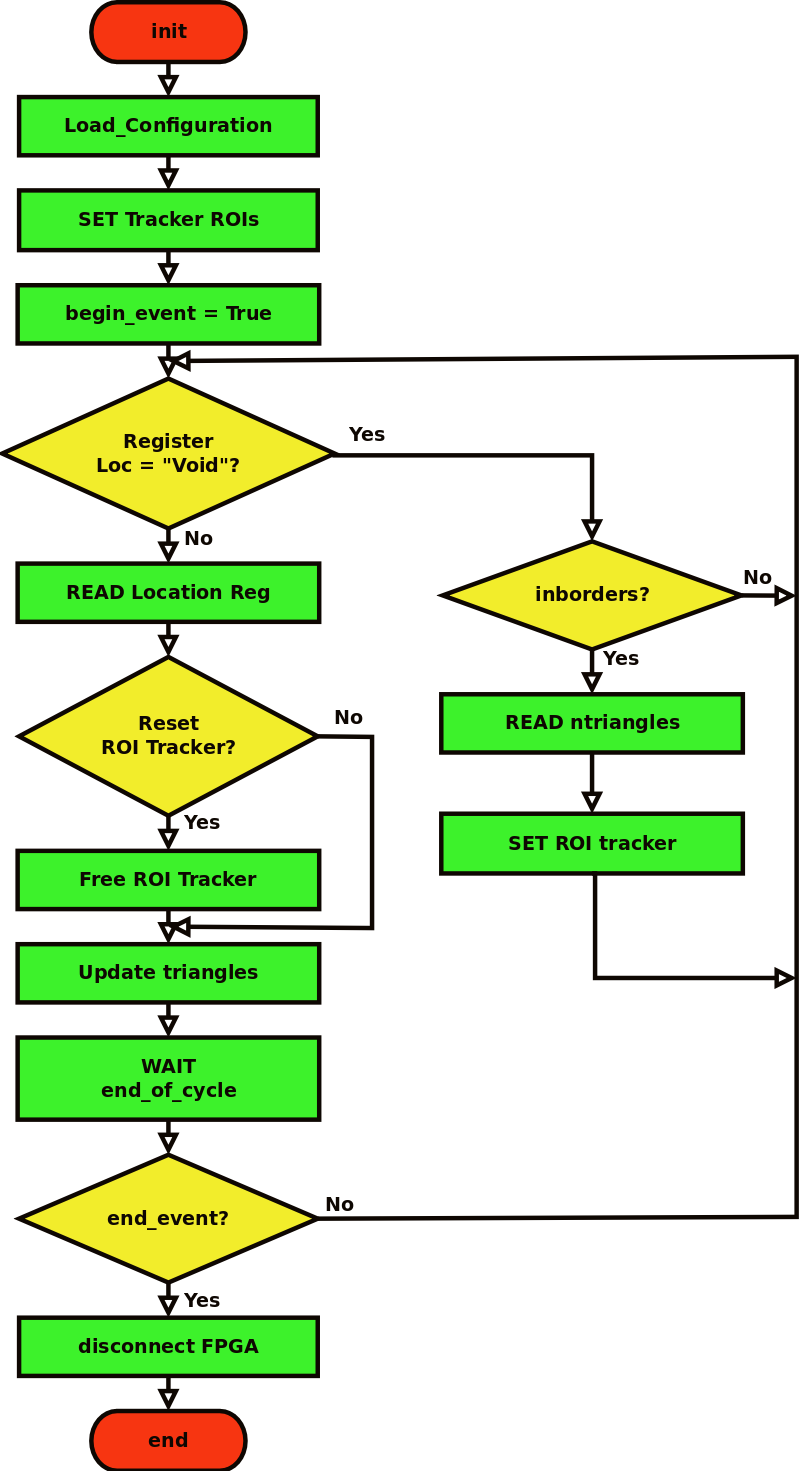 init
Load_Configuration
SET Tracker ROIs
begin_event = True
Register
Loc = "Void"?
Yes
No
READ Location Reg
inborders?
No
Yes
Reset
ROI Tracker?
No
Yes
READ ntriangles
SET ROI tracker
Free ROI Tracker
Update triangles
WAIT
end_of_cycle
end_event?
No
Yes
disconnect FPGA
end